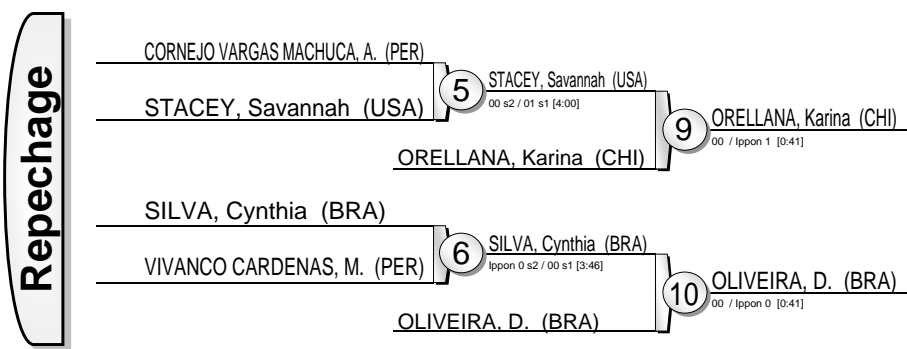 Repechage
CORNEJO VARGAS MACHUCA, A. (PER)
STACEY, Savannah (USA)
5
STACEY, Savannah (USA)
00 s2 / 01 s1 [4:00]
ORELLANA, Karina (CHI)
9
ORELLANA, Karina (CHI)
00 / Ippon 1 [0:41]
SILVA, Cynthia (BRA)
VIVANCO CARDENAS, M. (PER)
6
SILVA, Cynthia (BRA)
Ippon 0 s2 / 00 s1 [3:46]
OLIVEIRA, D. (BRA)
10
OLIVEIRA, D. (BRA)
00 / Ippon 0 [0:41]